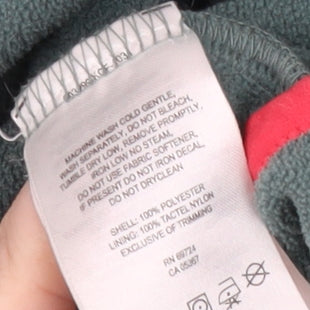 MACHINE WASH COLD GENTLE,
WASH SEPARATELY, DO NOT BLEACH,
TUMBLE DRY LOW, REMOVE PROMPTLY,
IRON LOW NO STEAM,
DO NOT USE FABRIC SOFTENER,
IF PRESENT DO NOT IRON DECAL,
DO NOT DRYCLEAN
SHELL: 100% POLYESTER
LINING: 100% TACTEL NYLON
EXCLUSIVE OF TRIMMING
RN 69724
CA 05367